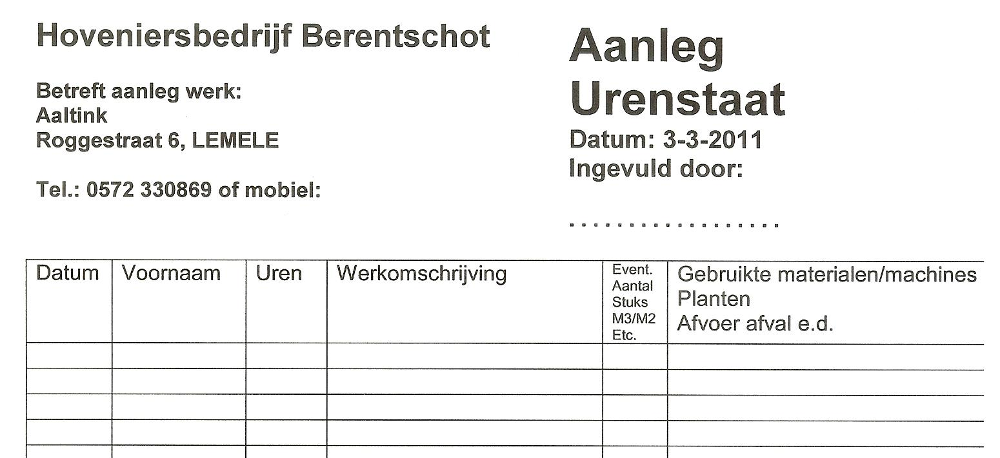 Hoveniersbedrijf Berentschot
Betreft aanleg werk:
Aaltink
Roggestraat 6, LEMELE
Tel.: 0572 330869 of mobiel:
Aanleg
Urenstaat
Datum: 3-3-2011
Ingevuld door:
..................
Datum
Voornaam
Uren
Werkomschrijving
Event.
Aantal
Stuks
M3/M2
Etc.
Gebruikte materialen/machines
Planten
Afvoer afval e.d.